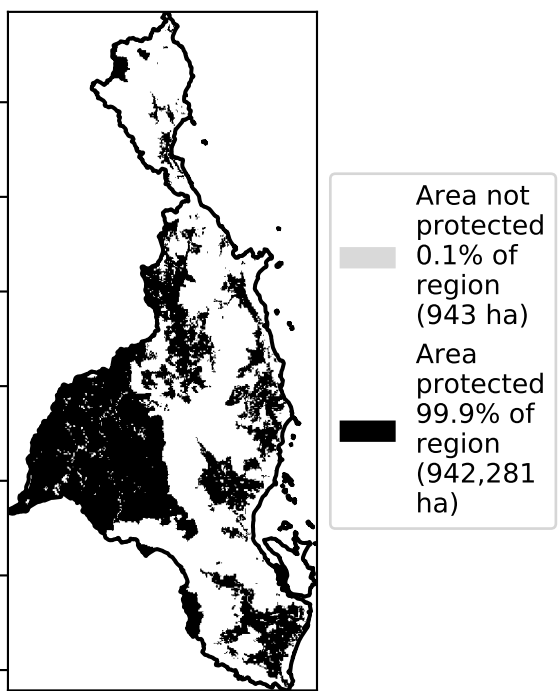 Area not
protected
0.1% of
region
(943 ha)
Area
protected
99.9% of
region
(942,281
ha)